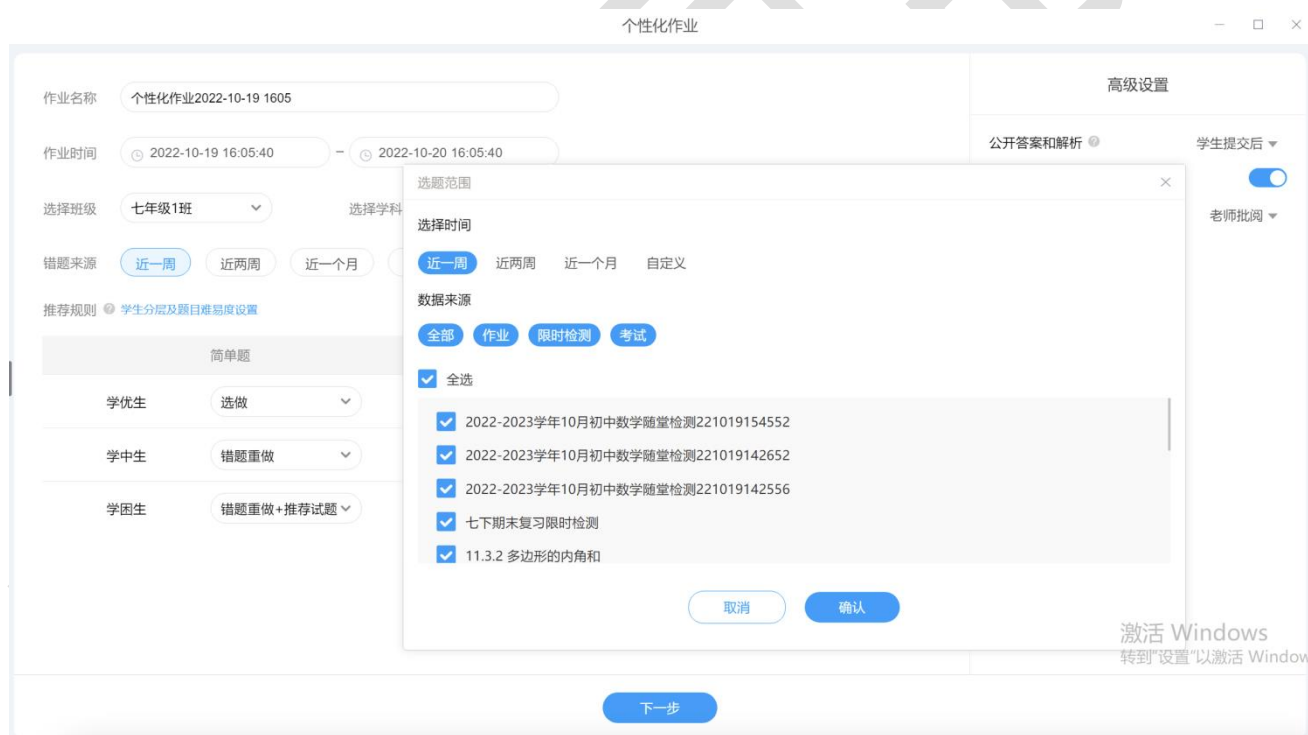 个性化作业
作业名称 个性化作业2022-10-19 1605
作业时间 2022-10-19 16:05:40 - 2022-10-20 16:05:40
选择班级 七年级1班 选择学科
错题来源 近一周 近两周 近一个月
推荐规则 学生分层及题目难易度设置
简单题
学优生 选做
学中生 错题重做
学困生 错题重做+推荐试题
高级设置
公开答案和解析 学生提交后
老师批阅
选题范围
选择时间
近一周 近两周 近一个月 自定义
数据来源
全部 作业 限时检测 考试
全选
2022-2023学年10月初中数学随堂检测221019154552
2022-2023学年10月初中数学随堂检测221019142652
2022-2023学年10月初中数学随堂检测221019142556
七下期末复习限时检测
11.3.2 多边形的内角和
取消 确认
激活 Windows
转到"设置"以激活 Window
下一步